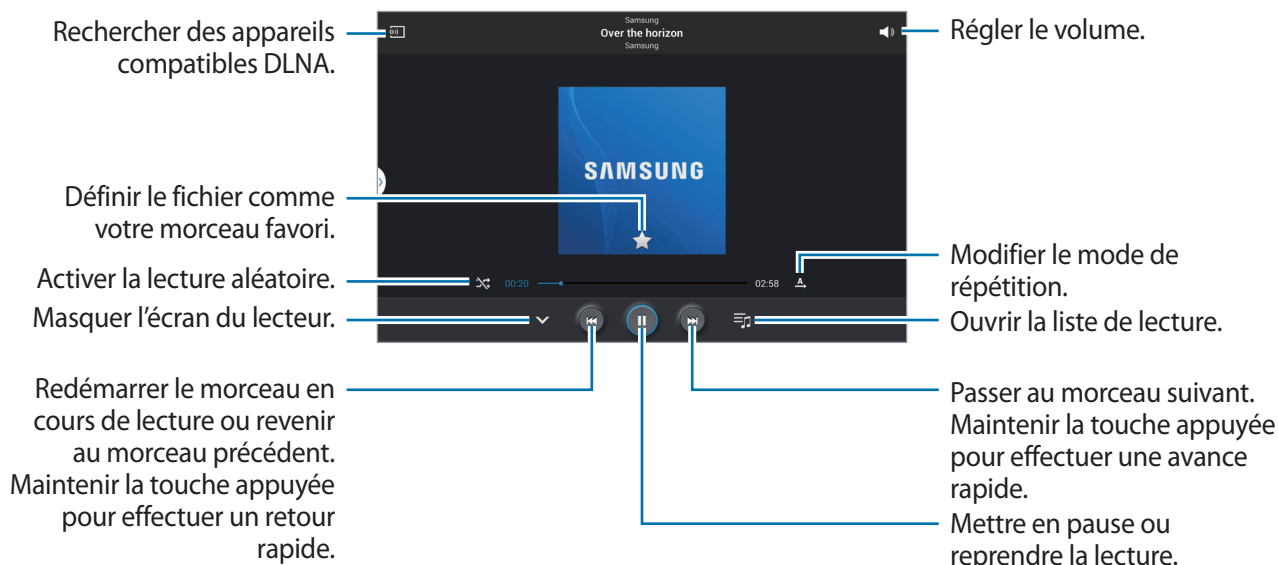 Rechercher des appareils
compatibles DLNA.
Samsung
Over the horizon
Samsung
Régler le volume.
SAMSUNG
Définir le fichier comme
votre morceau favori.
Activer la lecture aléatoire.
00:20
02:58
A
Modifier le mode de
répétition.
Masquer l'écran du lecteur.
Ouvrir la liste de lecture.
Redémarrer le morceau en
cours de lecture ou revenir
au morceau précédent.
Maintenir la touche appuyée
pour effectuer un retour
rapide.
Passer au morceau suivant.
Maintenir la touche appuyée
pour effectuer une avance
rapide.
Mettre en pause ou
reprendre la lecture.